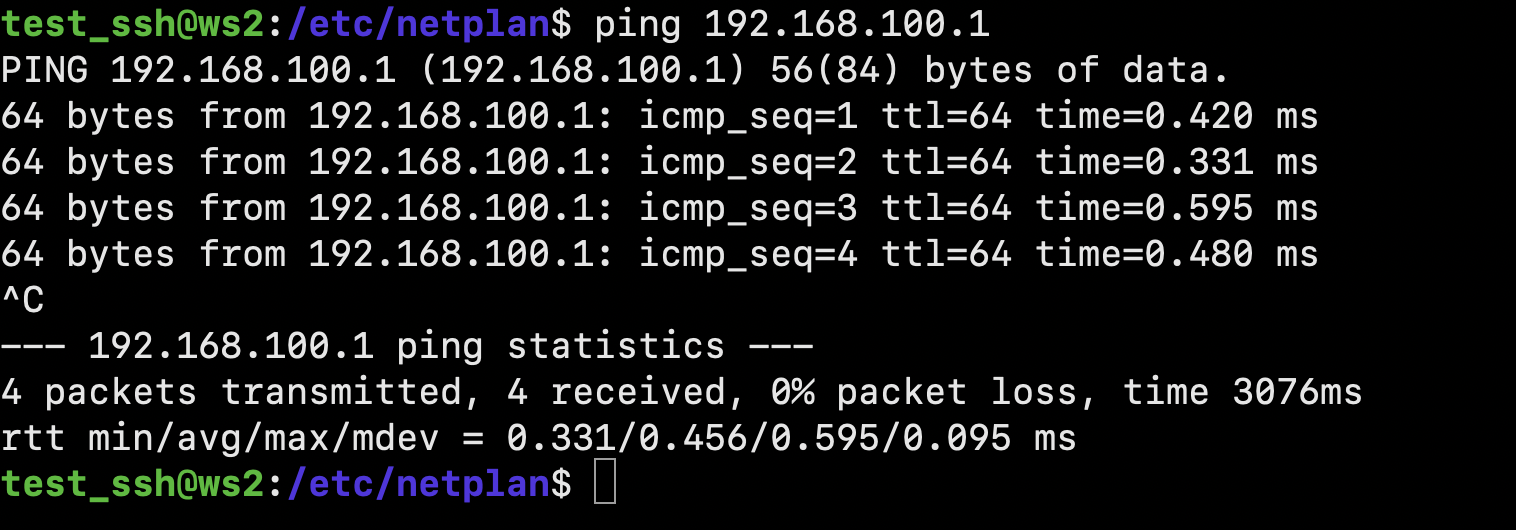 test_ssh@ws2:/etc/netplan$ ping 192.168.100.1
PING 192.168.100.1 (192.168.100.1) 56(84) bytes of data.
64 bytes from 192.168.100.1: icmp_seq=1 ttl=64 time=0.420 ms
64 bytes from 192.168.100.1: icmp_seq=2 ttl=64 time=0.331 ms
64 bytes from 192.168.100.1: icmp_seq=3 ttl=64 time=0.595 ms
64 bytes from 192.168.100.1: icmp_seq=4 ttl=64 time=0.480 ms
^C
--- 192.168.100.1 ping statistics ---
4 packets transmitted, 4 received, 0% packet loss, time 3076ms
rtt min/avg/max/mdev = 0.331/0.456/0.595/0.095 ms
test_ssh@ws2:/etc/netplan$